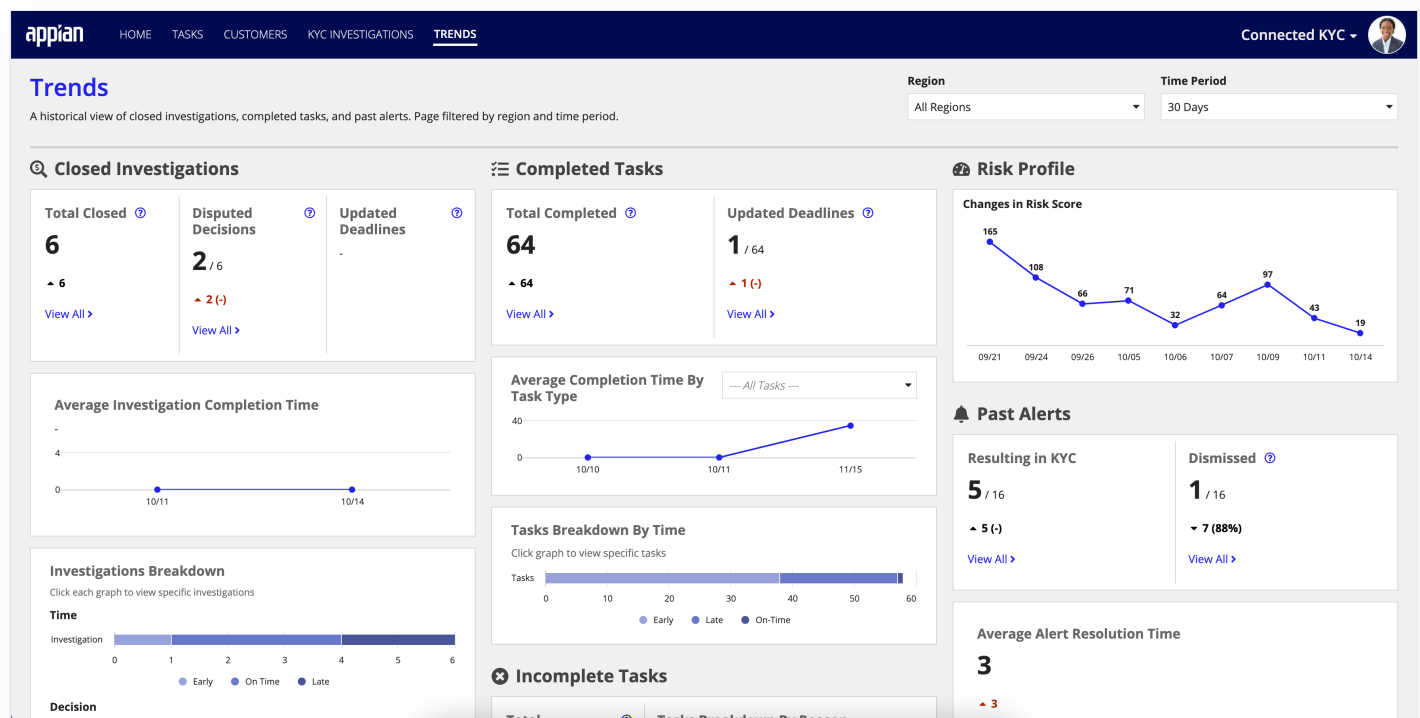 appian
HOME
TASKS
CUSTOMERS
KYC INVESTIGATIONS
TRENDS
Connected KYC
Trends
A historical view of closed investigations, completed tasks, and past alerts. Page filtered by region and time period.
Region
All Regions
Time Period
30 Days
Closed Investigations
Total Closed
6
6
View All
Disputed
Decisions
2 / 6
2 (-)
View All
Updated
Deadlines
-
Average Investigation Completion Time
-
4
0
10/11
10/14
Investigations Breakdown
Click each graph to view specific investigations
Time
Investigation
0 1 2 3 4 5 6
Early On Time Late
Decision
Completed Tasks
Total Completed
64
64
View All
Updated Deadlines
1 / 64
1 (-)
View All
Average Completion Time By
Task Type
--- All Tasks ---
40
0
10/10 10/11 11/15
Tasks Breakdown By Time
Click graph to view specific tasks
Tasks
0 10 20 30 40 50 60
Early Late On-Time
Incomplete Tasks
Total
Tasks Breakdown By Reason
Risk Profile
Changes in Risk Score
165
108
66
71
32
64
97
43
19
09/21 09/24 09/26 10/05 10/06 10/07 10/09 10/11 10/14
Past Alerts
Resulting in KYC
5 / 16
5 (-)
View All
Dismissed
1 / 16
7 (88%)
View All
Average Alert Resolution Time
3
3